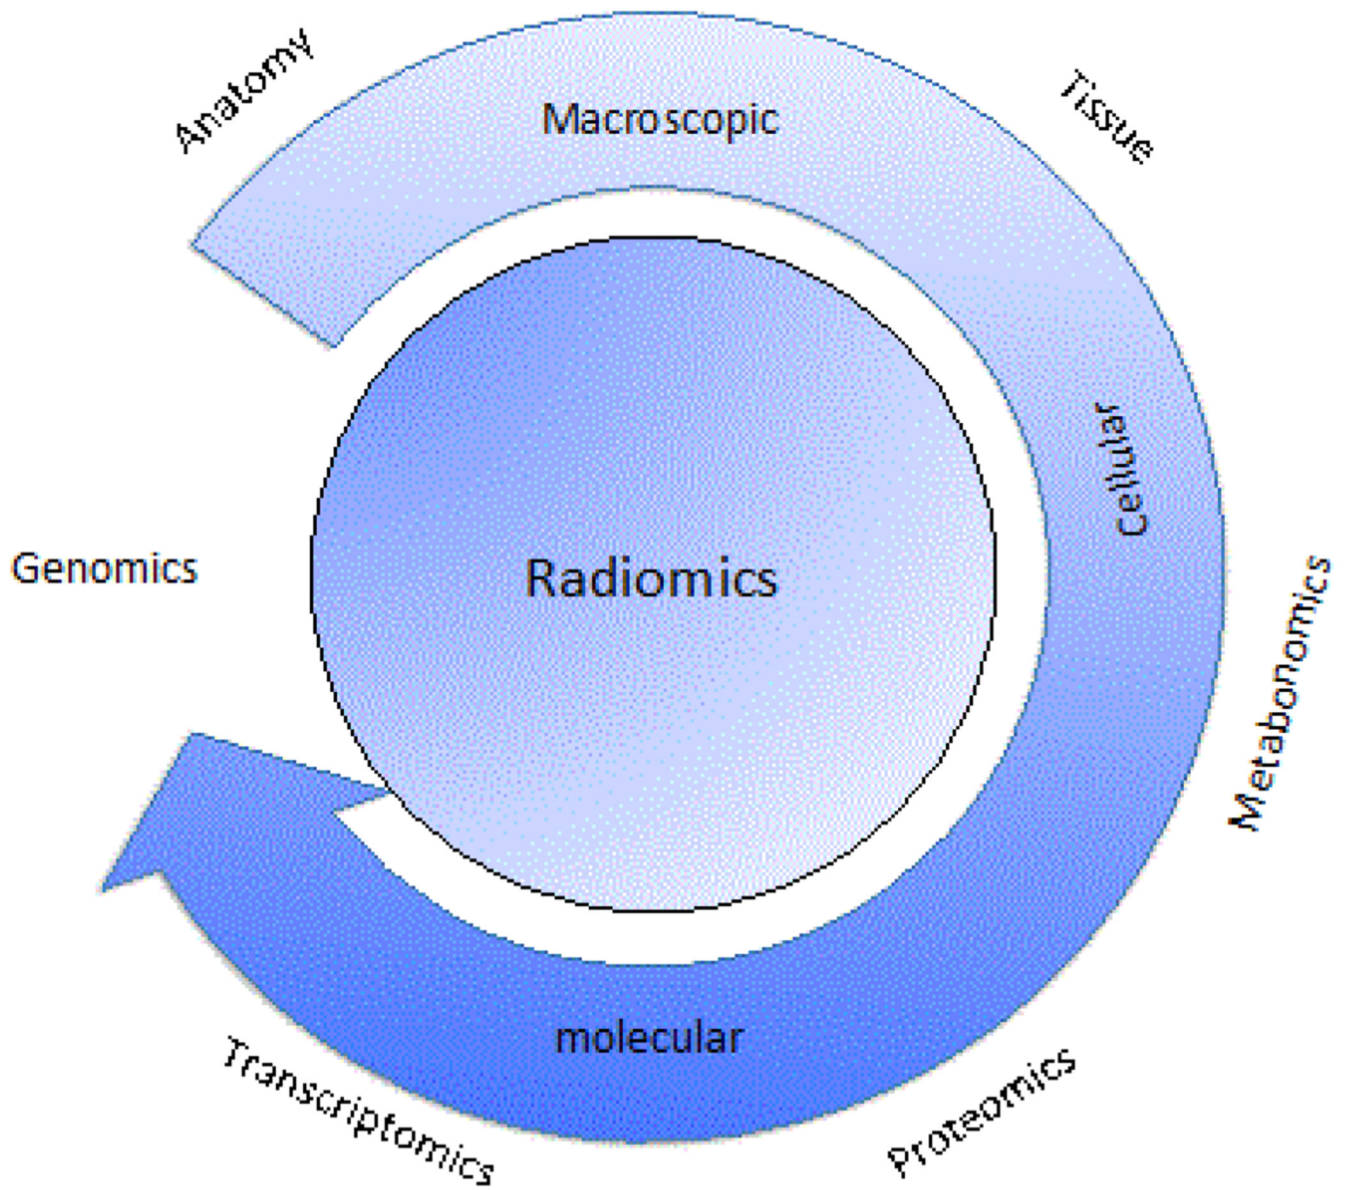 Anatomy
Macroscopic
Tissue
Cellular
Metabonomics
Proteomics
molecular
Transcriptomics
Genomics
Radiomics